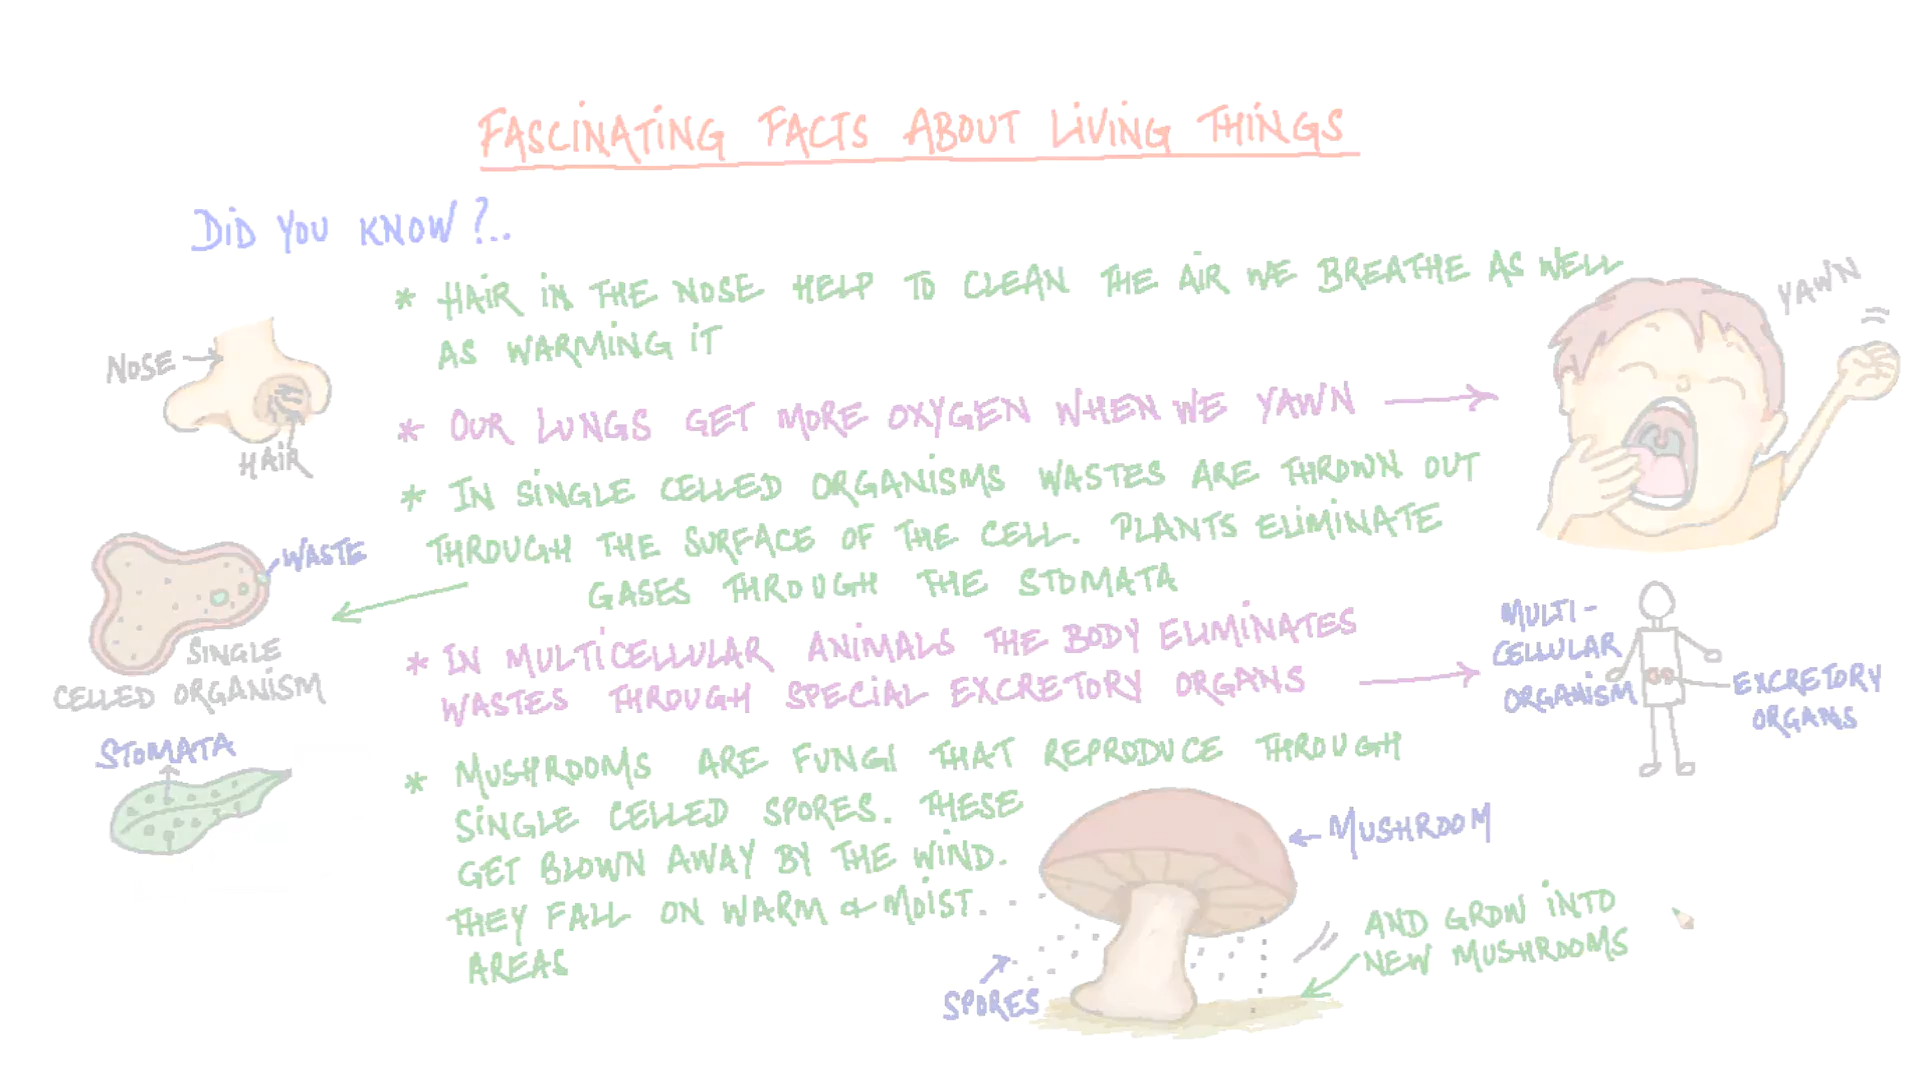 FASCINATING FACTS ABOUT LIVING THINGS
DID YOU KNOW?..
* HAIR IN THE NOSE HELP TO CLEAN THE AIR WE BREATHE AS WELL
AS WARMING IT
NOSE
HAIR
YAWN
* OUR LUNGS GET MORE OXYGEN WHEN WE YAWN
* IN SINGLE CELLED ORGANISMS WASTES ARE THROWN OUT
THROUGH THE SURFACE OF THE CELL. PLANTS ELIMINATE
GASES THROUGH THE STOMATA
WASTE
SINGLE
CELLED ORGANISM
* IN MULTICELLULAR ANIMALS THE BODY ELIMINATES
WASTES THROUGH SPECIAL EXCRETORY ORGANS
MULTI-
CELLULAR
ORGANISM
EXCRETORY
ORGANS
STOMATA
* MUSHROOMS ARE FUNGI THAT REPRODUCE THROUGH
SINGLE CELLED SPORES. THESE
GET BLOWN AWAY BY THE WIND.
THEY FALL ON WARM & MOIST.
AREAS
MUSHROOM
SPORES
AND GROW INTO
NEW MUSHROOMS